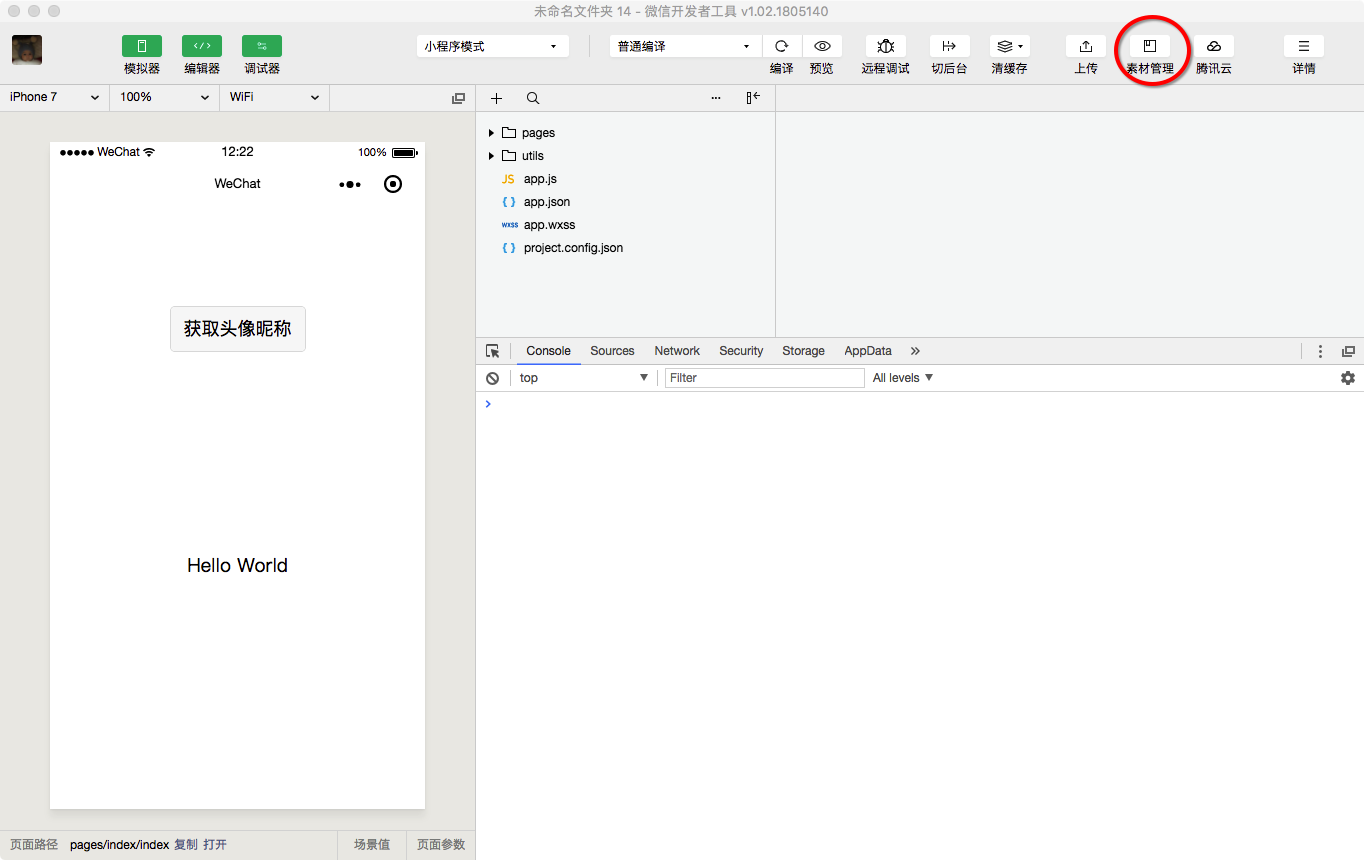 未命名文件夹 14 - 微信开发者工具 v1.02.1805140
小程序模式
普通编译
模拟器 编辑器 调试器
编译 预览 远程调试 切后台 清缓存 上传 素材管理 腾讯云 详情
iPhone 7 100% WiFi
WeChat 12:22 100%
WeChat
获取头像昵称
Hello World
页面路径 pages/index/index 复制 打开 场景值 页面参数
pages
utils
JS app.js
{ } app.json
wxss app.wxss
{ } project.config.json
Console Sources Network Security Storage AppData
top Filter All levels